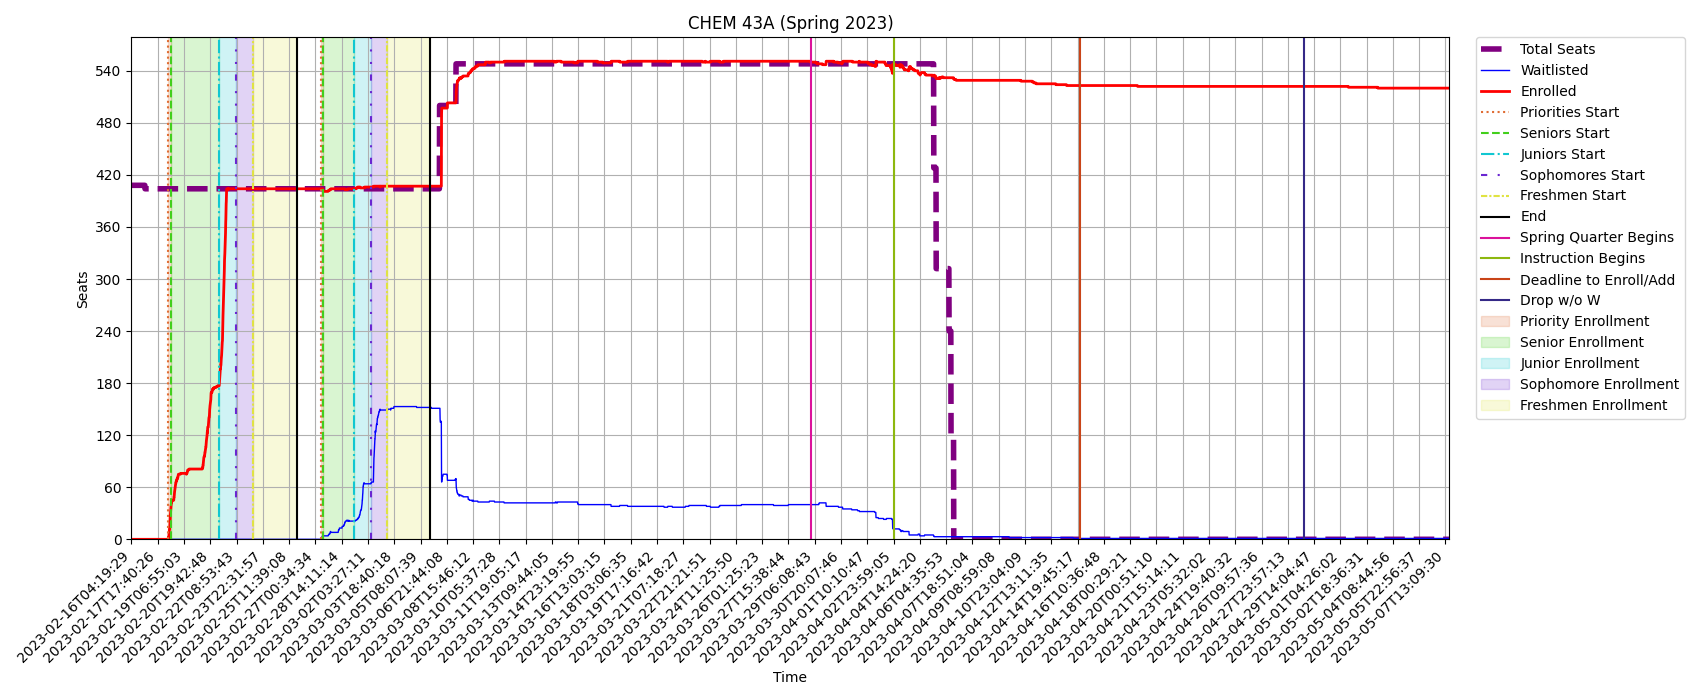 CHEM 43A (Spring 2023)
Seats
540
480
420
360
300
240
180
120
60
0
2023-02-16T04:19:29
2023-02-17T17:40:26
2023-02-19T06:55:03
2023-02-20T19:42:48
2023-02-22T08:53:43
2023-02-23T22:31:57
2023-02-25T11:39:08
2023-02-27T00:34:34
2023-02-28T14:11:14
2023-03-02T03:27:11
2023-03-03T18:40:18
2023-03-05T08:07:39
2023-03-06T21:44:08
2023-03-08T15:46:12
2023-03-10T05:37:28
2023-03-11T19:05:17
2023-03-13T09:44:05
2023-03-14T23:19:55
2023-03-16T13:03:15
2023-03-18T03:06:35
2023-03-19T17:16:42
2023-03-21T07:18:27
2023-03-22T21:21:51
2023-03-24T11:25:50
2023-03-26T01:25:23
2023-03-27T15:38:44
2023-03-29T06:08:43
2023-03-30T20:07:46
2023-04-01T10:10:47
2023-04-02T23:59:05
2023-04-04T14:24:20
2023-04-06T04:35:53
2023-04-07T18:51:04
2023-04-09T08:59:08
2023-04-10T23:04:09
2023-04-12T13:11:35
2023-04-14T19:45:17
2023-04-16T10:36:48
2023-04-18T00:29:21
2023-04-20T00:51:10
2023-04-21T15:14:11
2023-04-23T05:32:02
2023-04-24T19:40:32
2023-04-26T09:57:36
2023-04-27T23:57:13
2023-04-29T14:04:47
2023-05-01T04:26:02
2023-05-02T18:36:31
2023-05-04T08:44:56
2023-05-05T22:56:37
2023-05-07T13:09:30
Time
Total Seats
Waitlisted
Enrolled
Priorities Start
Seniors Start
Juniors Start
Sophomores Start
Freshmen Start
End
Spring Quarter Begins
Instruction Begins
Deadline to Enroll/Add
Drop w/o W
Priority Enrollment
Senior Enrollment
Junior Enrollment
Sophomore Enrollment
Freshmen Enrollment